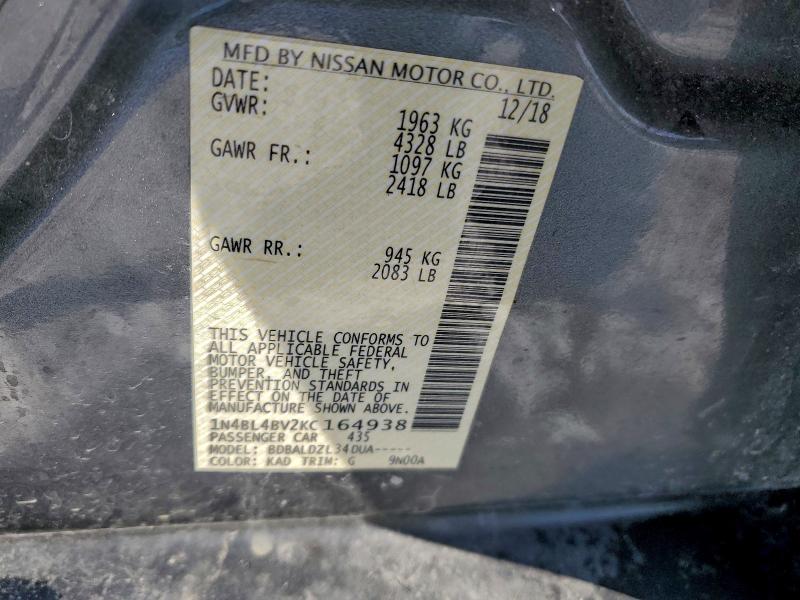 MFD BY NISSAN MOTOR CO., LTD.
DATE: 12/18
GVWR: 1963 KG
4328 LB
GAWR FR.: 1097 KG
2418 LB
GAWR RR.: 945 KG
2083 LB
THIS VEHICLE CONFORMS TO
ALL APPLICABLE FEDERAL
MOTOR VEHICLE SAFETY,
BUMPER, AND THEFT
PREVENTION STANDARDS IN
EFFECT ON THE DATE OF
MANUFACTURE SHOWN ABOVE.
1N4BL4BV2KC164938
PASSENGER CAR 435
MODEL: BDBALDZL34DUA-----
COLOR: KAD TRIM: G 9N00A